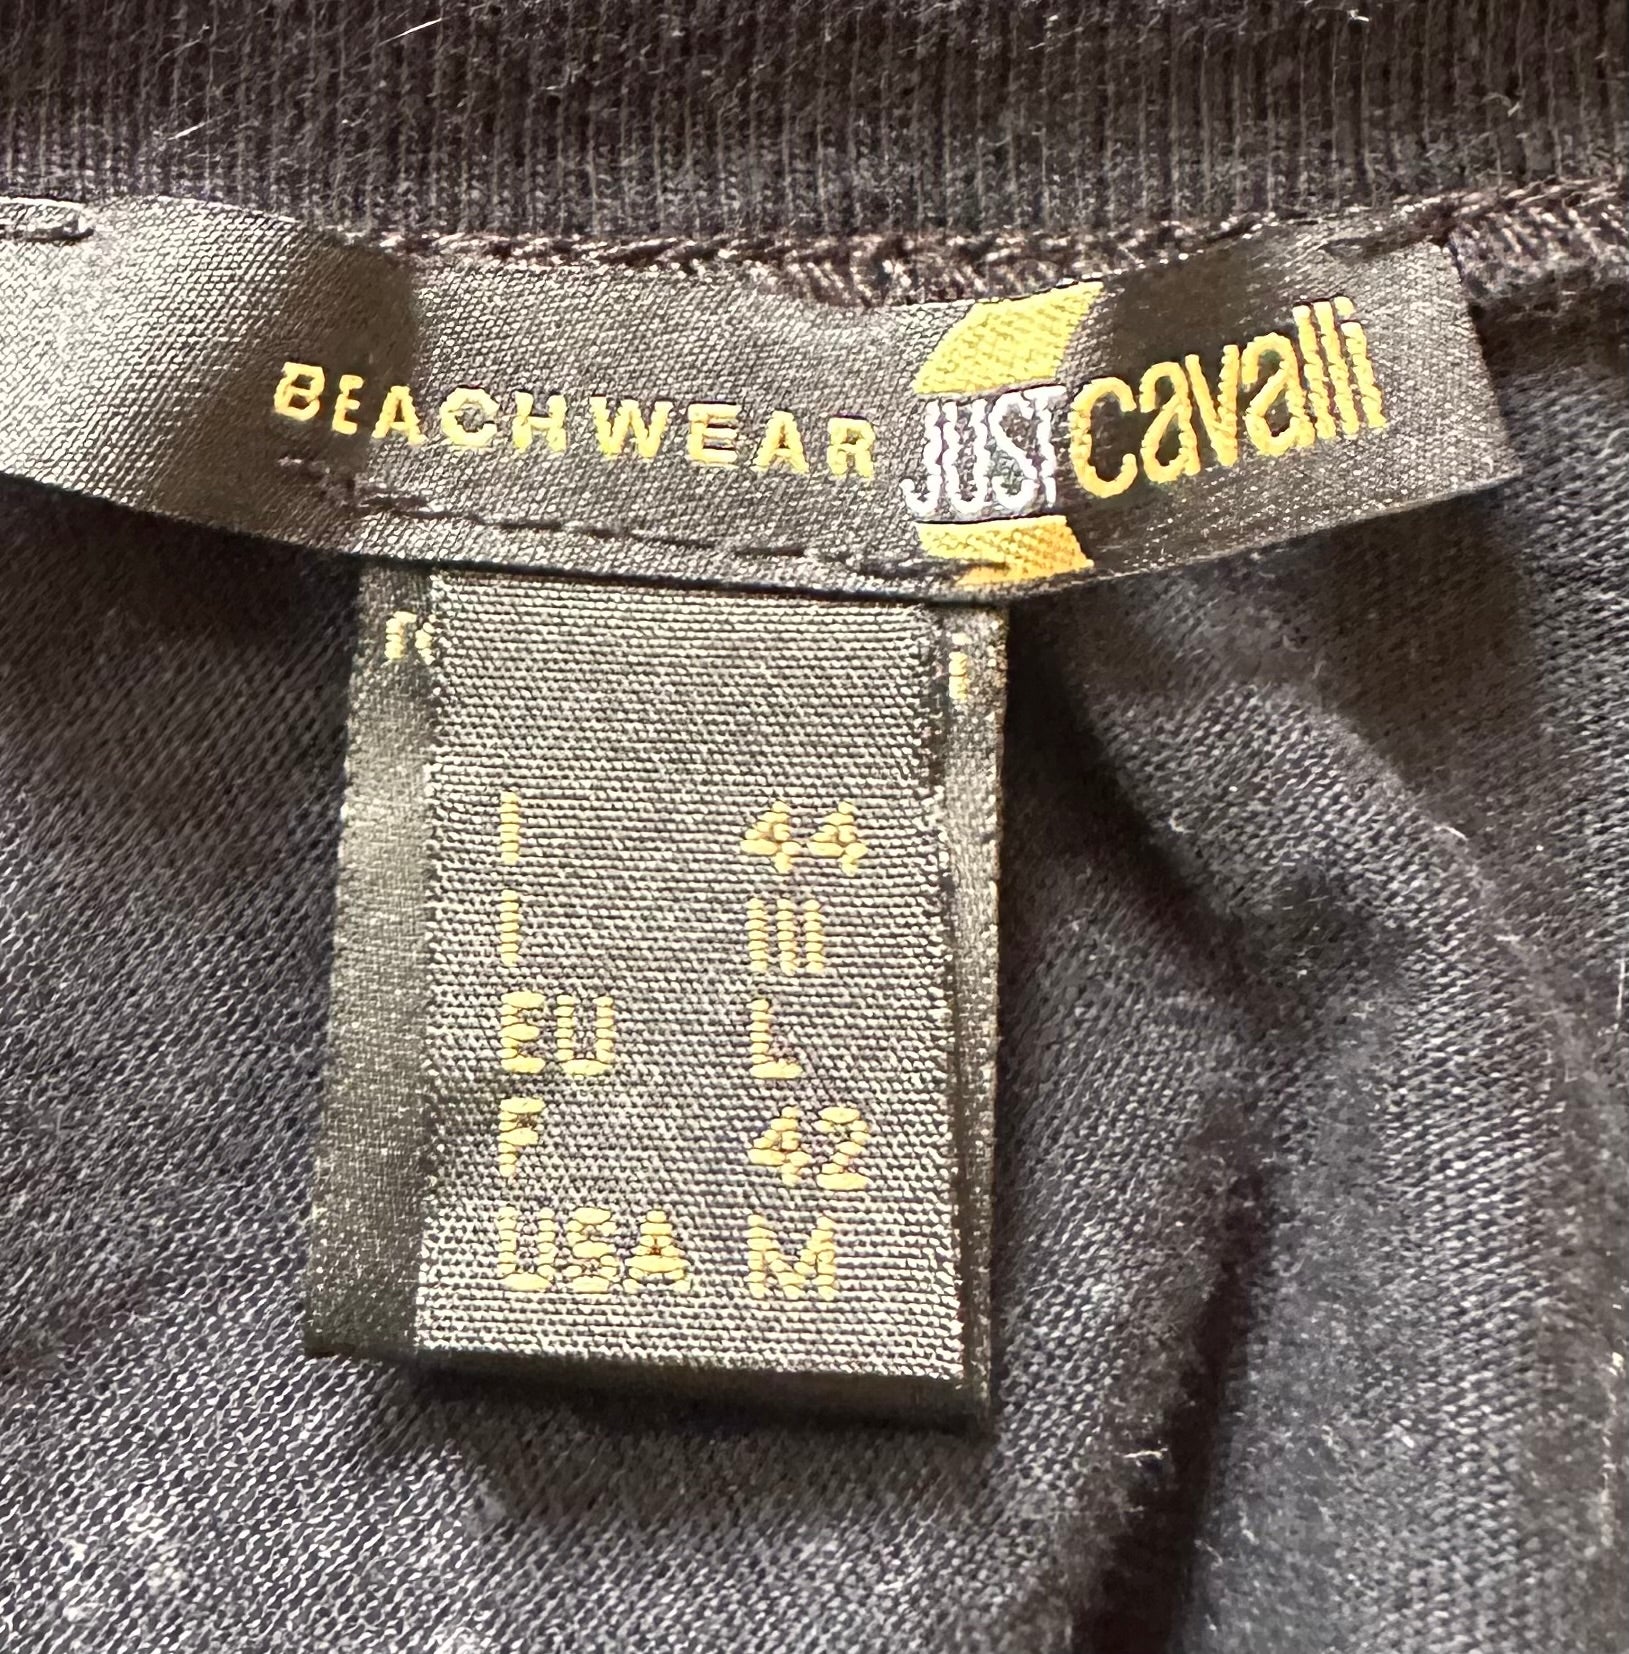 BEACHWEAR JUST cavalli
I 44
I III
EU L
F 42
USA M